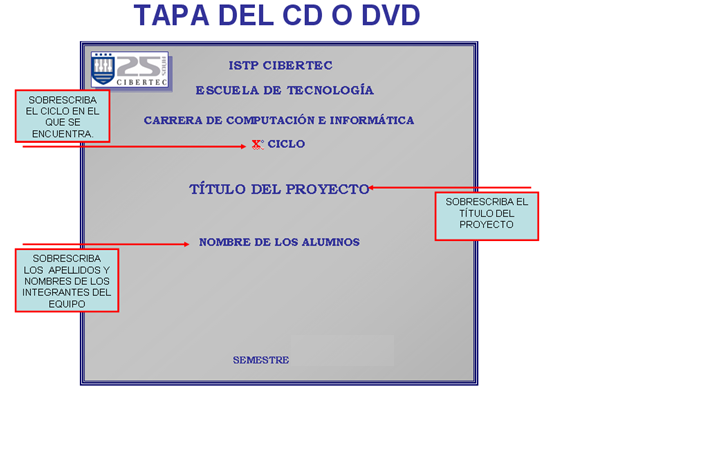 TAPA DEL CD O DVD
25
AÑOS
CIBERTEC
ISTP CIBERTEC
ESCUELA DE TECNOLOGÍA
CARRERA DE COMPUTACIÓN E INFORMÁTICA
X° CICLO
SOBRESCRIBA
EL CICLO EN EL
QUE SE
ENCUENTRA.
TÍTULO DEL PROYECTO
SOBRESCRIBA EL
TÍTULO DEL
PROYECTO
NOMBRE DE LOS ALUMNOS
SOBRESCRIBA
LOS APELLIDOS Y
NOMBRES DE LOS
INTEGRANTES DEL
EQUIPO
SEMESTRE